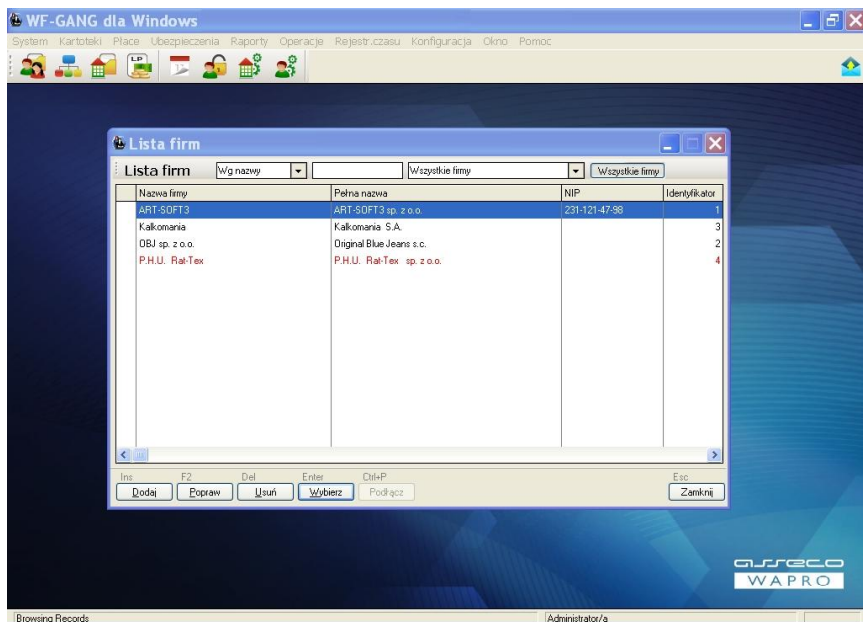 WF-GANG dla Windows
System Kartoteki Płace Ubezpieczenia Raporty Operacje Rejestr.czasu Konfiguracja Okno Pomoc
LP
Lista firm
Lista firm Wg nazwy Wszystkie firmy Wszystkie firmy
Nazwa firmy Pełna nazwa NIP Identyfikator
ART-SOFT3 ART-SOFT3 sp. z o.o. 231-121-47-98 1
Kalkomania Kalkomania S.A. 3
OBJ sp. z o.o. Original Blue Jeans s.c. 2
P.H.U. Rat-Tex P.H.U. Rat-Tex sp. z o.o. 4
Ins F2 Del Enter Ctrl+P Esc
Dodaj Popraw Usuń Wybierz Podłącz Zamknij
asseco
WAPRO
Browsing Records Administrator/a